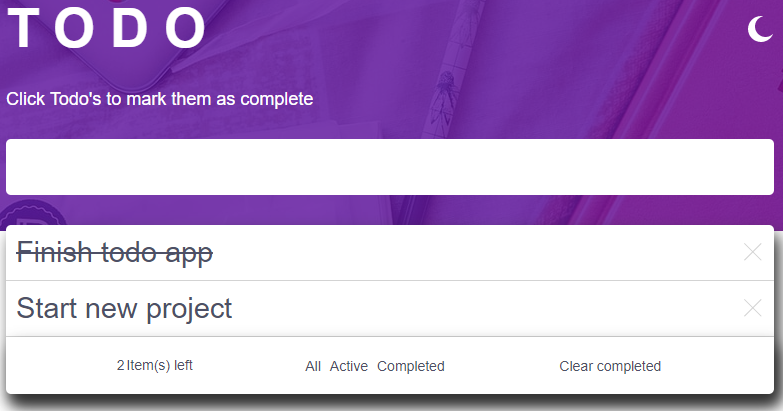 TODO
Click Todo's to mark them as complete
Finish todo app
Start new project
2 Item(s) left
All Active Completed
Clear completed